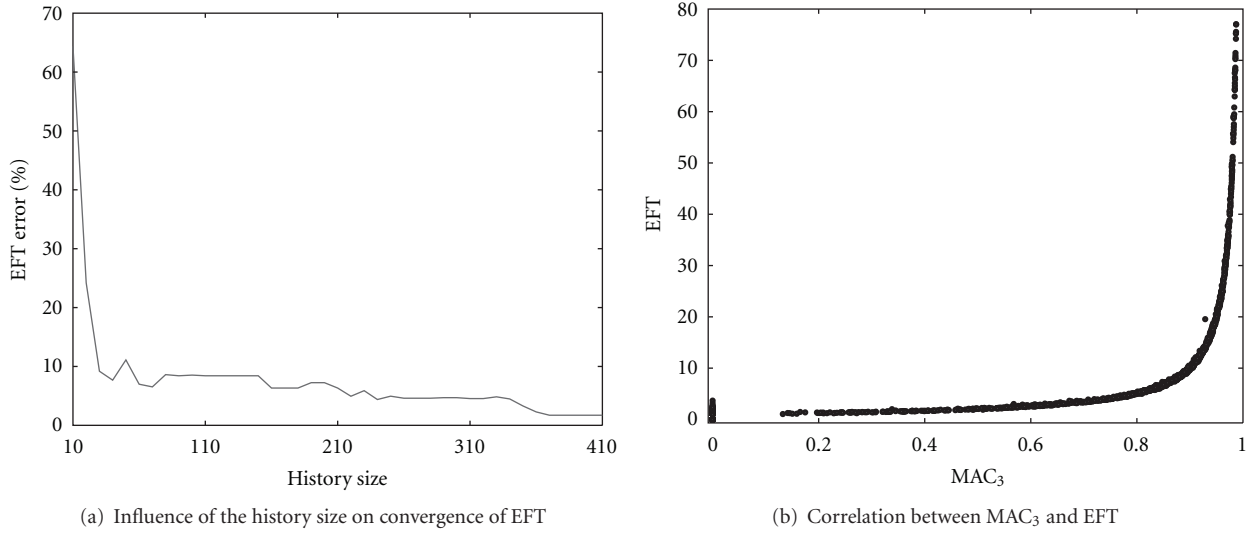 70
60
50
40
30
20
10
0
EFT error (%)
10 110 210 310 410
History size
(a) Influence of the history size on convergence of EFT
80
70
60
50
40
30
20
10
0
EFT
0 0.2 0.4 0.6 0.8 1
MAC₃
(b) Correlation between MAC₃ and EFT